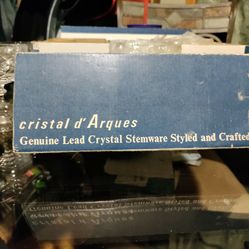 cristal d'Arques
Genuine Lead Crystal Stemware Styled and Crafted